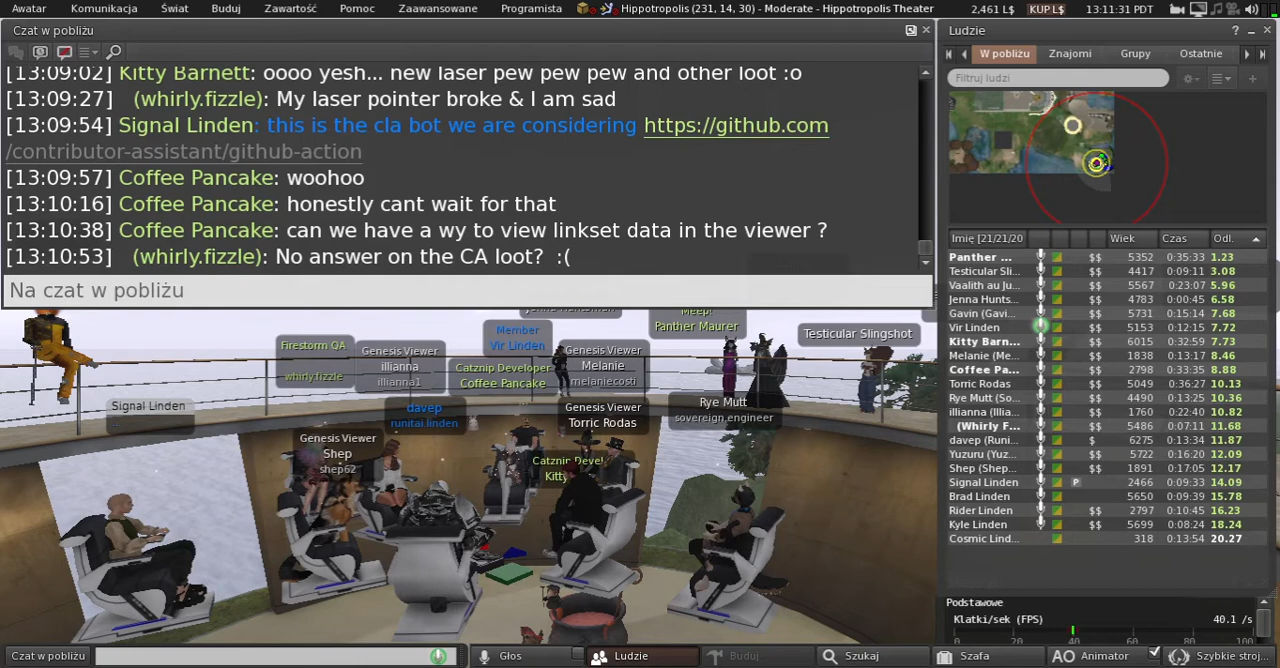 Awatar Komunikacja Świat Buduj Zawartość Pomoc Zaawansowane Programista Hippotropolis (231, 14, 30) - Moderate - Hippotropolis Theater 2,461 L$ KUP L$ 13:11:31 PDT
Czat w pobliżu
[13:09:02] Kitty Barnett: oooo yesh... new laser pew pew pew and other loot :o
[13:09:27] (whirly.fizzle): My laser pointer broke & I am sad
[13:09:54] Signal Linden: this is the cla bot we are considering https://github.com
/contributor-assistant/github-action
[13:09:57] Coffee Pancake: woohoo
[13:10:16] Coffee Pancake: honestly cant wait for that
[13:10:38] Coffee Pancake: can we have a wy to view linkset data in the viewer ?
[13:10:53] (whirly.fizzle): No answer on the CA loot? :(
Na czat w pobliżu
Meep!
Panther Maurer
Member
Vir Linden
Testicular Slingshot
Firestorm QA
whirly.fizzle
Genesis Viewer
illianna
illianna1
Catznip Developer
Coffee Pancake
Genesis Viewer
Melanie
melaniecosti
Signal Linden
davep
runitai.linden
Genesis Viewer
Torric Rodas
Rye Mutt
sovereign.engineer
Genesis Viewer
Shep
shep62
Catznip Devel
Kitty
Ludzie
W pobliżu Znajomi Grupy Ostatnie
Filtruj ludzi
Imię [21/21/20 Wiek Czas Odl.
Panther ... $$ 5352 0:35:33 1.23
Testicular Sli... $$ 4417 0:09:11 3.08
Vaalith au Ju... $$ 5567 0:23:07 5.96
Jenna Hunts... $$ 4783 0:00:45 6.58
Gavin (Gavi... $$ 5731 0:15:14 7.68
Vir Linden $$ 5153 0:12:15 7.72
Kitty Barn... $$ 6015 0:32:59 7.73
Melanie (Me... $$ 1838 0:13:17 8.46
Coffee Pa... $$ 2798 0:33:35 8.88
Torric Rodas $$ 5049 0:36:27 10.13
Rye Mutt (So... $$ 4490 0:13:25 10.36
illianna (Illia... $$ 1760 0:22:40 10.82
(Whirly F... $$ 5486 0:07:11 11.68
davep (Runi... $ 6275 0:13:34 11.87
Yuzuru (Yuz... $$ 5722 0:16:20 12.09
Shep (Shep... $$ 1891 0:17:05 12.17
Signal Linden P 2466 0:09:33 14.09
Brad Linden 5650 0:09:39 15.78
Rider Linden $$ 2797 0:10:45 16.23
Kyle Linden $$ 5699 0:08:24 18.24
Cosmic Lind... 318 0:13:54 20.27
Podstawowe
Klatki/sek (FPS) 40.1 /s
0 20 40 60 80 100
Czat w pobliżu Głos Ludzie Buduj Szukaj Szafa AO Animator Szybkie stroj...